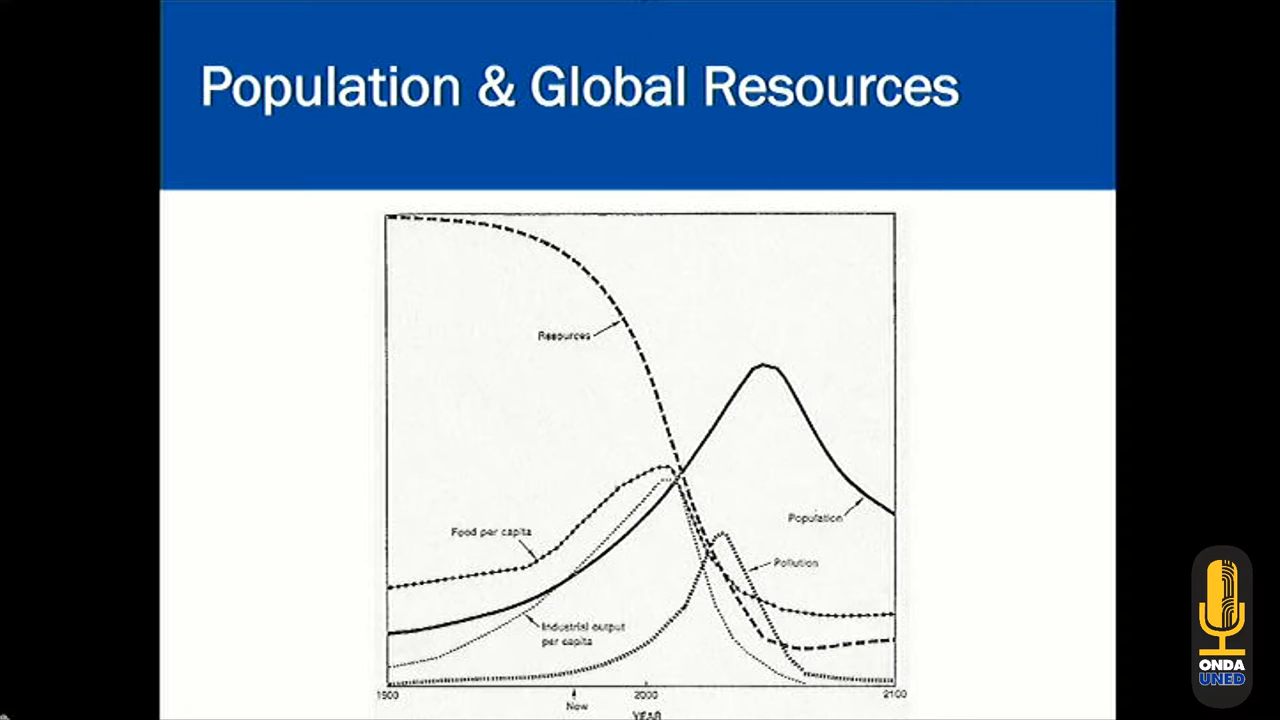 Population & Global Resources
Resources
Food per capita
Population
Pollution
Industrial output
per capita
1900
Now
2000
2100
YEAR
ONDA
UNED